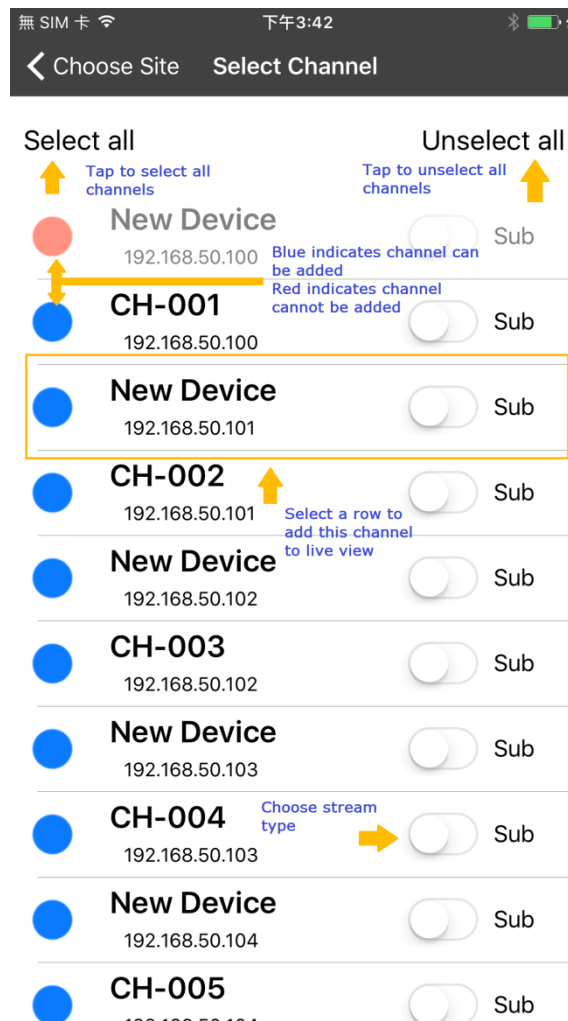 無 SIM 卡 下午3:42
Choose Site Select Channel
Select all Unselect all
Tap to select all
channels
Tap to unselect all
channels
New Device
192.168.50.100
Sub
Blue indicates channel can
be added
Red indicates channel
cannot be added
CH-001
192.168.50.100
Sub
New Device
192.168.50.101
Sub
CH-002
192.168.50.101
Sub
Select a row to
add this channel
to live view
New Device
192.168.50.102
Sub
CH-003
192.168.50.102
Sub
New Device
192.168.50.103
Sub
Choose stream
type
CH-004
192.168.50.103
Sub
New Device
192.168.50.104
Sub
CH-005
Sub